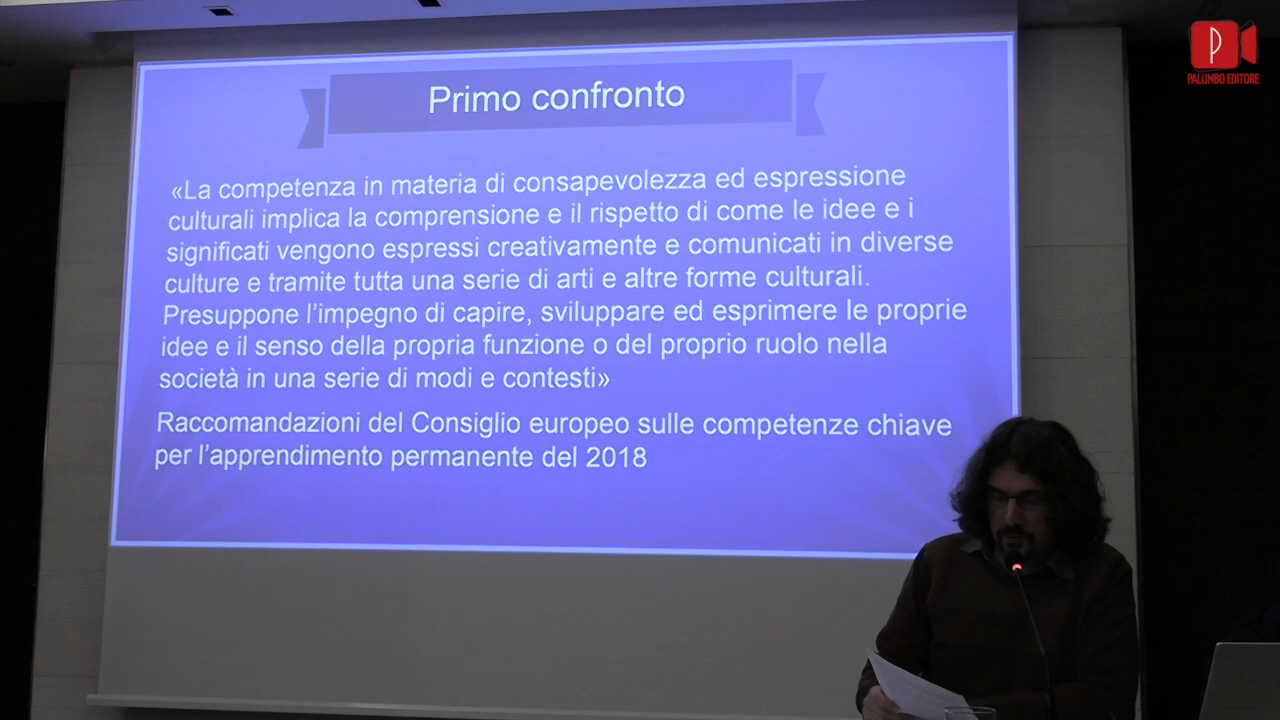 PALUMBO EDITORE
Primo confronto
«La competenza in materia di consapevolezza ed espressione
culturali implica la comprensione e il rispetto di come le idee e i
significati vengono espressi creativamente e comunicati in diverse
culture e tramite tutta una serie di arti e altre forme culturali.
Presuppone l’impegno di capire, sviluppare ed esprimere le proprie
idee e il senso della propria funzione o del proprio ruolo nella
società in una serie di modi e contesti»
Raccomandazioni del Consiglio europeo sulle competenze chiave
per l’apprendimento permanente del 2018